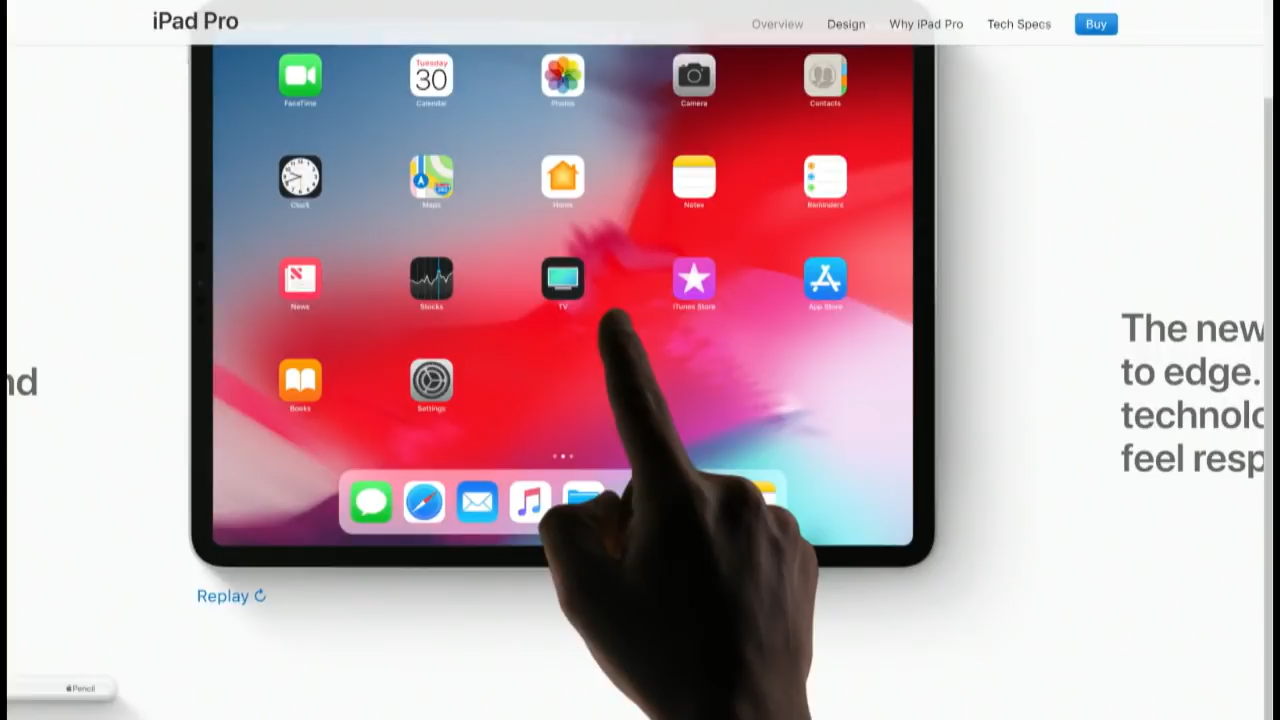 iPad Pro
Overview Design Why iPad Pro Tech Specs Buy
Tuesday
30
FaceTime Calendar Photos Camera Contacts
Clock Maps Home Notes Reminders
News Stocks TV iTunes Store App Store
Books Settings
nd
The new
to edge.
technolo
feel resp
Replay
Pencil